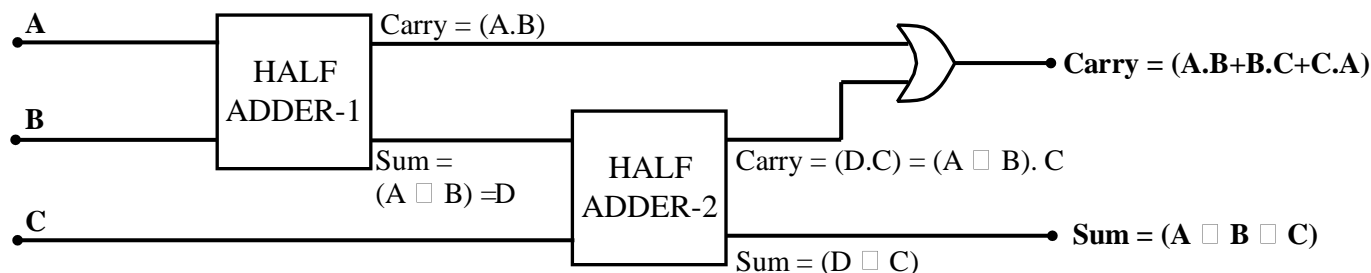 A
Carry = (A.B)
HALF
ADDER-1
Carry = (A.B+B.C+C.A)
B
Sum =
(A □ B) =D
HALF
ADDER-2
Carry = (D.C) = (A □ B). C
C
Sum = (A □ B □ C)
Sum = (D □ C)